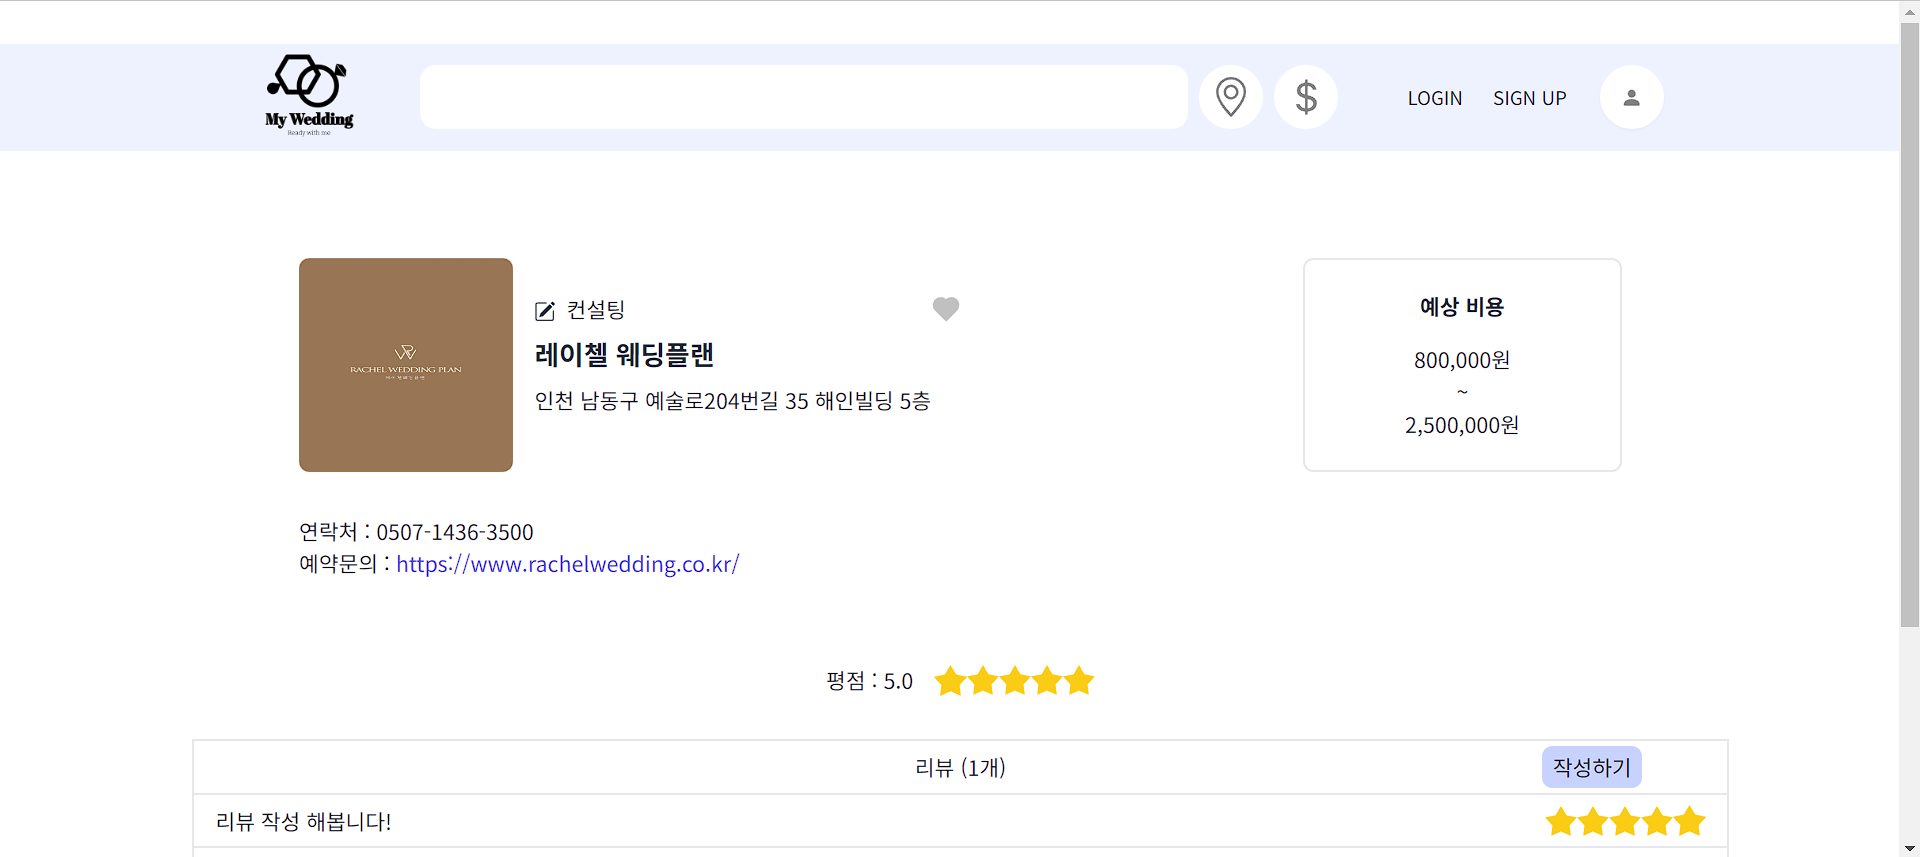 My Wedding
Ready with me
$
LOGIN
SIGN UP
RACHEL WEDDING PLAN
컨설팅
레이첼 웨딩플랜
인천 남동구 예술로204번길 35 해인빌딩 5층
예상 비용
800,000원
~
2,500,000원
연락처 : 0507-1436-3500
예약문의 : https://www.rachelwedding.co.kr/
평점 : 5.0
리뷰 (1개)
작성하기
리뷰 작성 해봅니다!